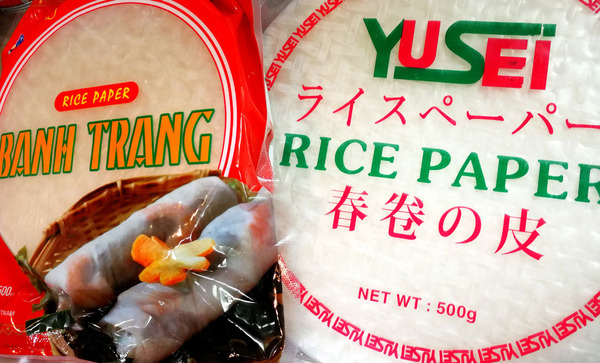 RICE PAPER
BANH TRANG
500
YUSEI
ライスペーパー
RICE PAPER
春巻の皮
NET WT : 500g